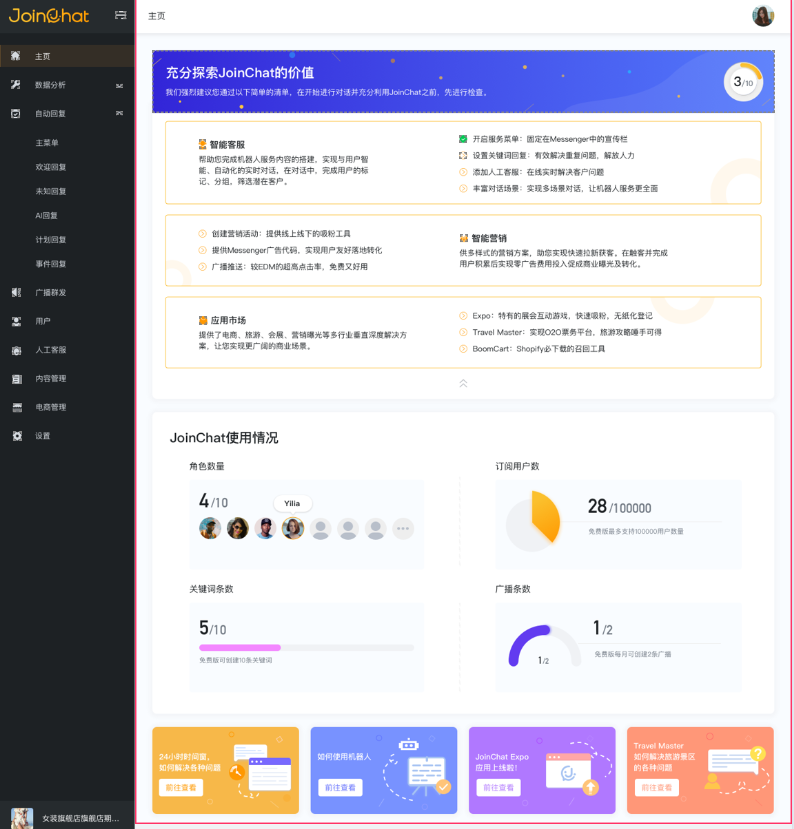 JoinChat
主页
主页
数据分析
自动回复
主菜单
欢迎回复
未知回复
AI回复
计划回复
事件回复
广播群发
用户
人工客服
内容管理
电商管理
设置
女装旗舰店旗舰店期...
充分探索JoinChat的价值
我们强烈建议您通过以下简单的清单，在开始进行对话并充分利用JoinChat之前，先进行检查。
3/10
智能客服
帮助您完成机器人服务内容的搭建，实现与用户智
能、自动化的实时对话，在对话中，完成用户的标
记、分组，筛选潜在客户。
开启服务菜单：固定在Messenger中的宣传栏
设置关键词回复：有效解决重复问题，解放人力
添加人工客服：在线实时解决客户问题
丰富对话场景：实现多场景对话，让机器人服务更全面
创建营销活动：提供线上线下的吸粉工具
提供Messenger广告代码，实现用户友好落地转化
广播推送：较EDM的超高点击率，免费又好用
智能营销
供多样式的营销方案，助您实现快速拉新获客。在融客并完成
用户积累后实现零广告费用投入促成商业曝光及转化。
应用市场
提供了电商、旅游、会展、营销曝光等多行业垂直深度解决方
案，让您实现更广阔的商业场景。
Expo：特有的展会互动游戏，快速吸粉，无纸化登记
Travel Master：实现O2O票务平台，旅游攻略唾手可得
BoomCart：Shopify必下载的召回工具
JoinChat使用情况
角色数量
4/10
Yilia
订阅用户数
28/100000
免费版最多支持100000用户数量
关键词条数
5/10
免费版可创建10条关键词
广播条数
1/2
1/2
免费版每月可创建2条广播
24小时时间窗，
如何解决各种问题
前往查看
如何使用机器人
前往查看
JoinChat Expo
应用上线啦！
前往查看
Travel Master
如何解决旅游景区
的各种问题
前往查看